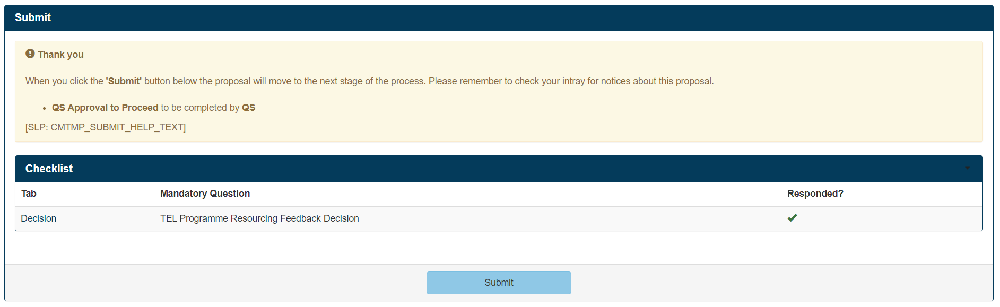 Submit
Thank you
When you click the 'Submit' button below the proposal will move to the next stage of the process. Please remember to check your intray for notices about this proposal.
• QS Approval to Proceed to be completed by QS
[SLP: CMTMP_SUBMIT_HELP_TEXT]
Checklist
Tab Mandatory Question Responded?
Decision TEL Programme Resourcing Feedback Decision
Submit